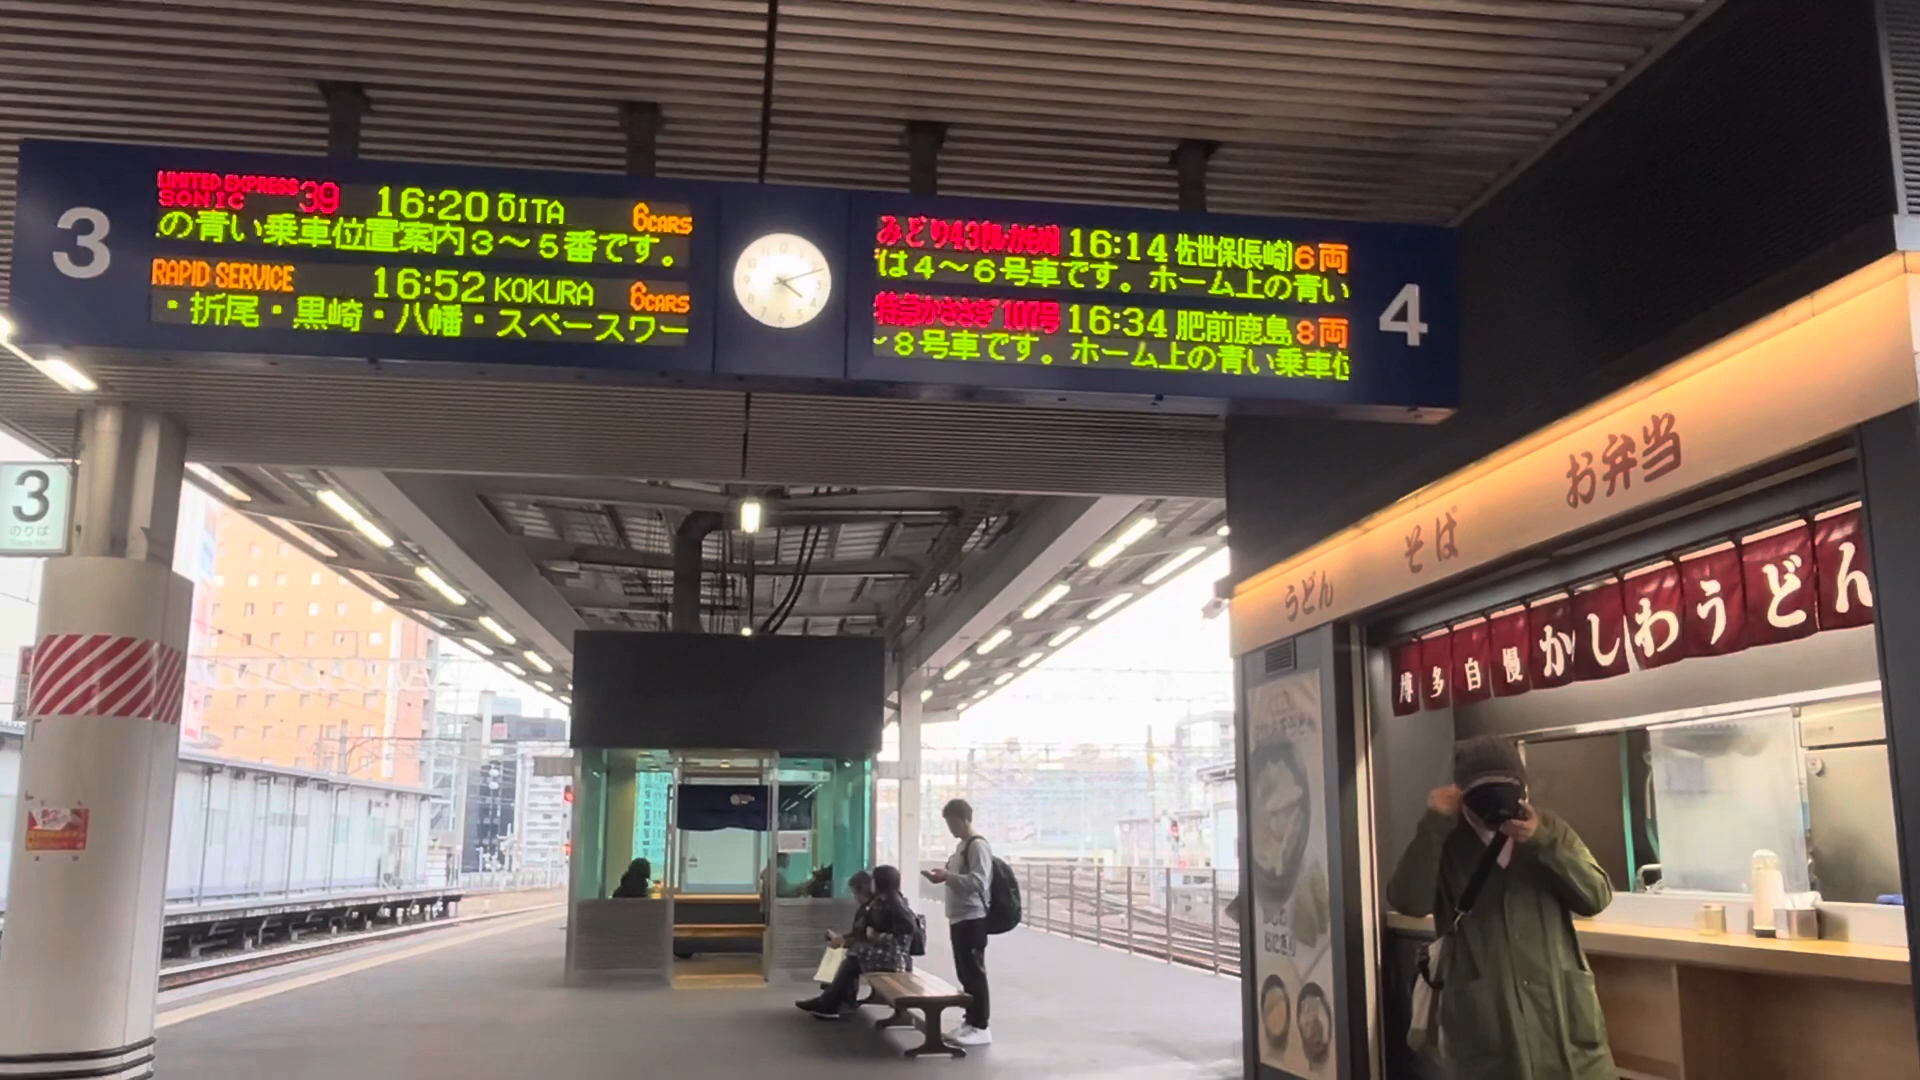 3
LIMITED EXPRESS SONIC 39 16:20 ŌITA 6CARS
の青い乗車位置案内3～5番です。
RAPID SERVICE 16:52 KOKURA 6CARS
・折尾・黒崎・八幡・スペースワー
みどり43 16:14 佐世保[長崎] 6両
は4～6号車です。ホーム上の青い
特急かささぎ107号 16:34 肥前鹿島 8両
8号車です。ホーム上の青い乗車位
4
3
のりば
うどん そば お弁当
博多自慢かしわうどん